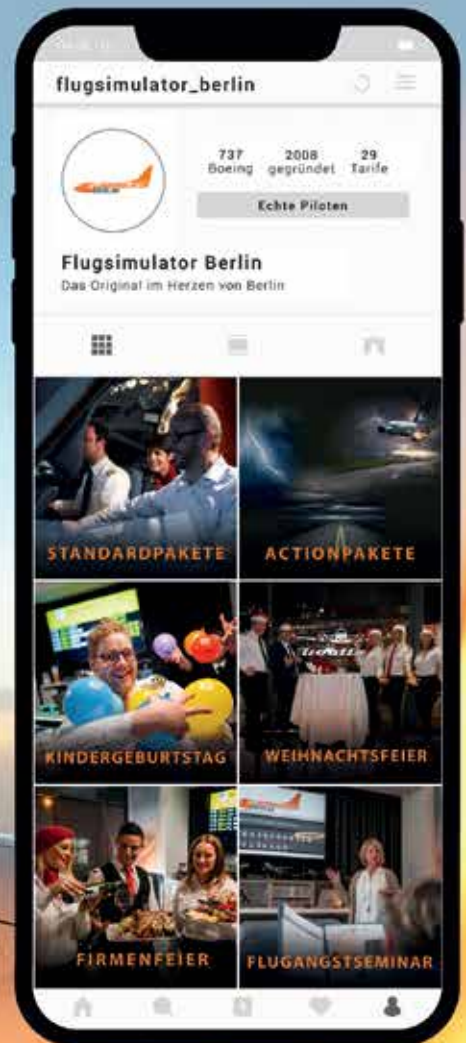 flugsimulator_berlin
737 2008 29
Boeing gegründet Tarife
Echte Piloten
Flugsimulator Berlin
Das Original im Herzen von Berlin
STANDARDPAKETE
ACTIONPAKETE
KINDERGEBURTSTAG
WEIHNACHTSFEIER
FIRMENFEIER
FLUGANGSTSEMINAR